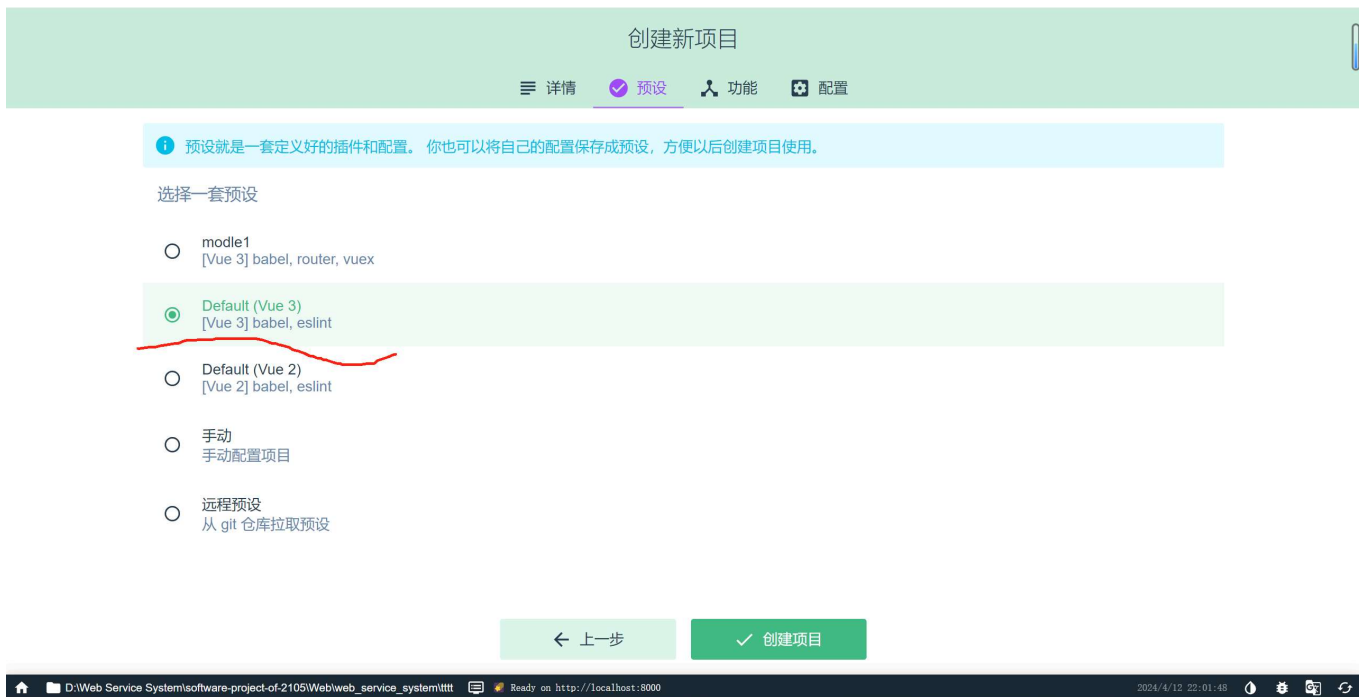 创建新项目
详情 预设 功能 配置
预设就是一套定义好的插件和配置。 你也可以将自己的配置保存成预设，方便以后创建项目使用。
选择一套预设
modle1
[Vue 3] babel, router, vuex
Default (Vue 3)
[Vue 3] babel, eslint
Default (Vue 2)
[Vue 2] babel, eslint
手动
手动配置项目
远程预设
从 git 仓库拉取预设
上一步 创建项目
D:\Web Service System\software-project-of-2105\Web\web_service_system\tttt Ready on http://localhost:8000 2024/4/12 22:01:48